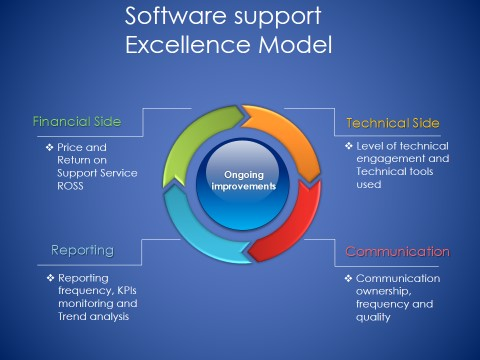 Software support
Excellence Model
Financial Side
❖ Price and
Return on
Support Service
ROSS
Technical Side
❖ Level of technical
engagement and
Technical tools
used
Ongoing
improvements
Reporting
❖ Reporting
frequency, KPIs
monitoring and
Trend analysis
Communication
❖ Communication
ownership,
frequency and
quality